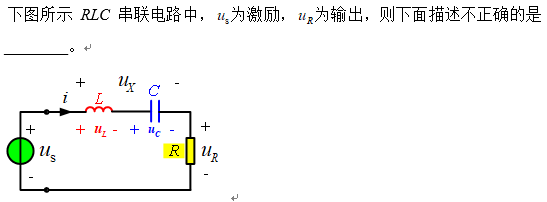 下图所示 RLC 串联电路中，us为激励，uR为输出，则下面描述不正确的是
________。
+ uX -
i L C
+ + uL - + uC - +
us R uR
- -